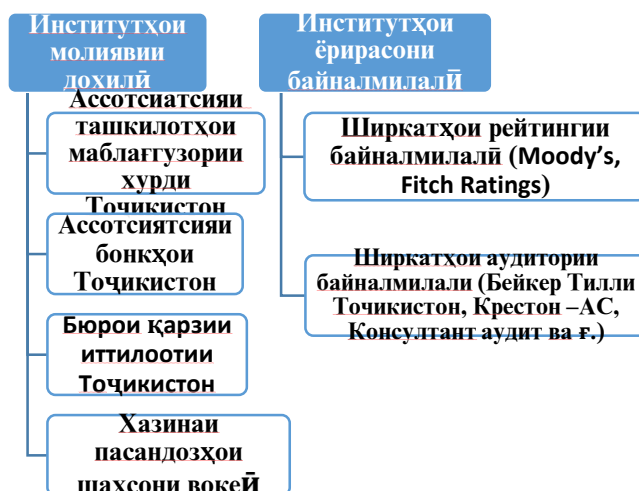 Институтҳои
молиявии
дохилӣ
Ассотсиатсияи
ташкилотҳои
маблағгузории
хурди
Тоҷикистон
Ассотсиятсияи
бонкҳои
Тоҷикистон
Бюрои қарзии
иттилоотии
Тоҷикистон
Хазинаи
пасандозҳои
шахсони воқеӣ
Институтҳои
ёрирасони
байналмилалӣ
Ширкатҳои рейтингии
байналмилалӣ (Moody’s,
Fitch Ratings)
Ширкатҳои аудитории
байналмилали (Бейкер Тилли
Точикистон, Крестон –АС,
Консултант аудит ва ғ.)